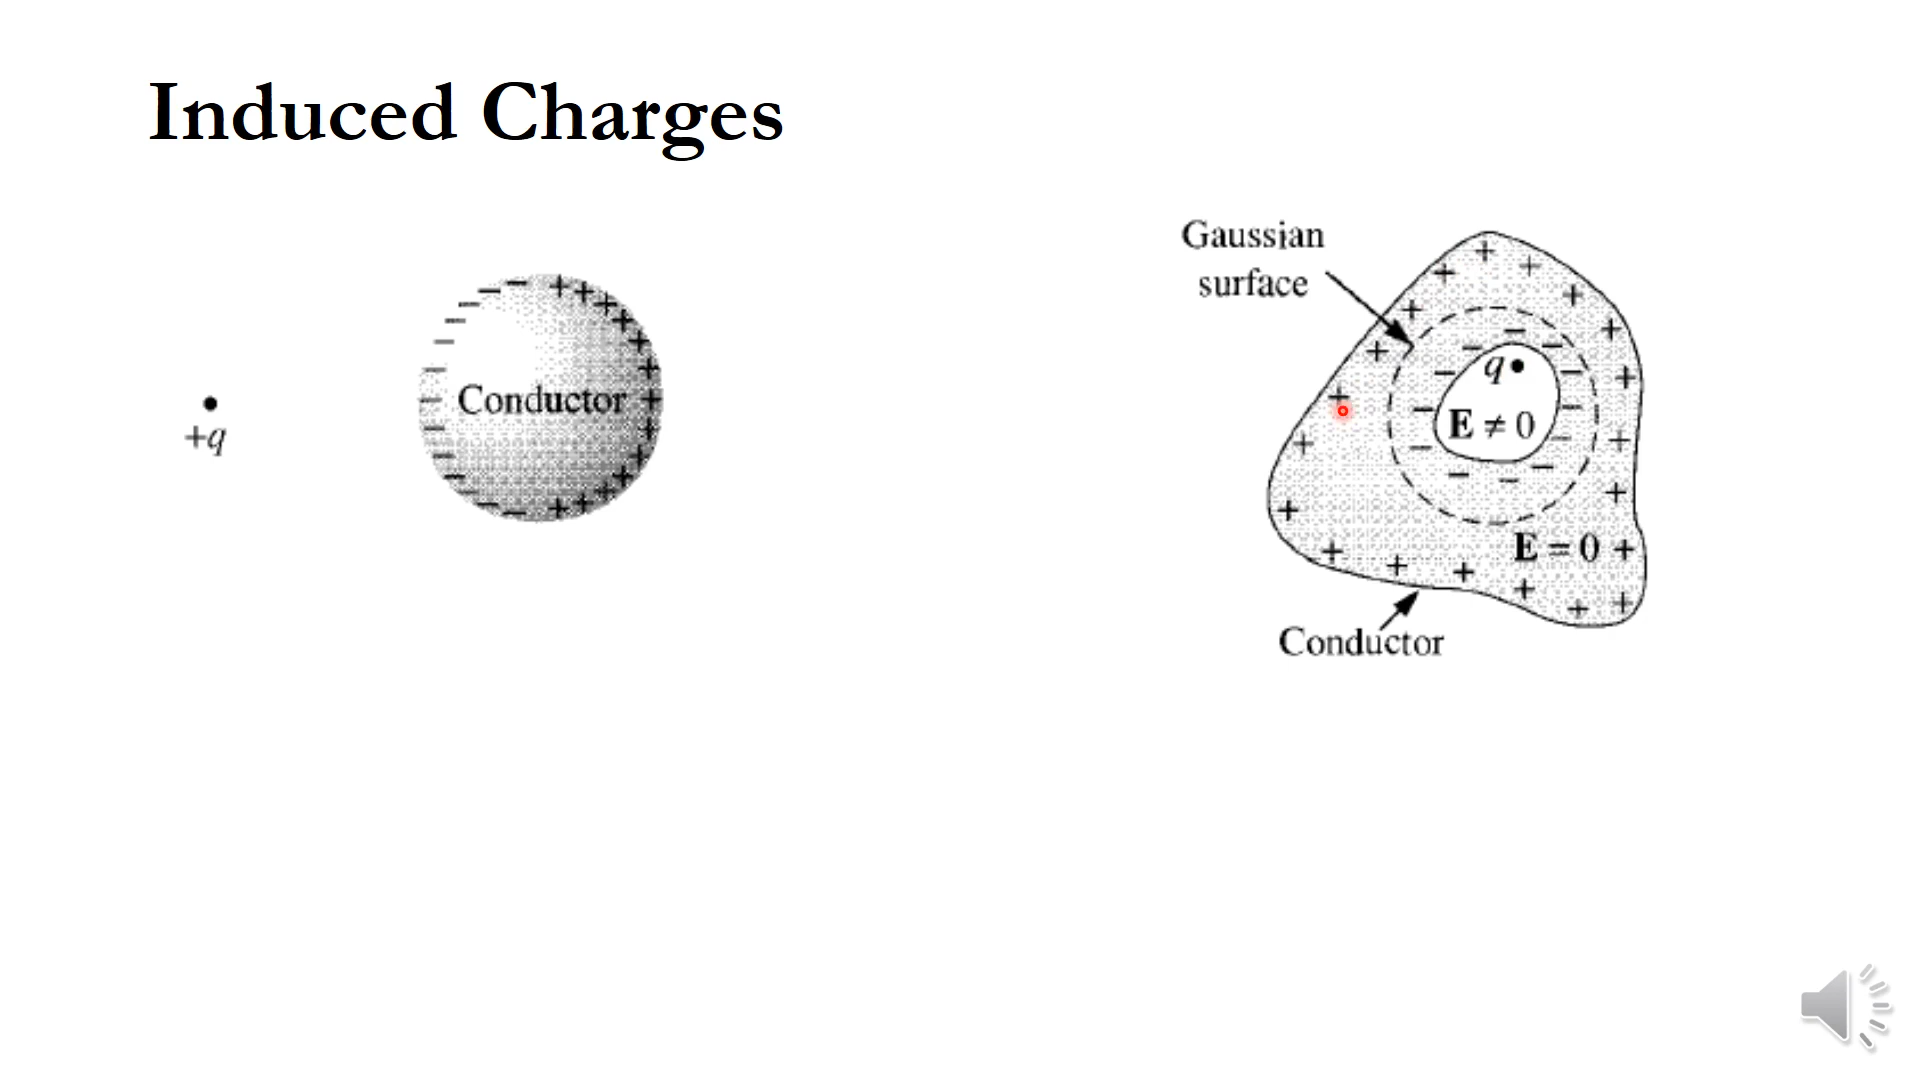 Induced Charges
+q
Conductor
Gaussian
surface
q
E ≠ 0
E = 0
Conductor